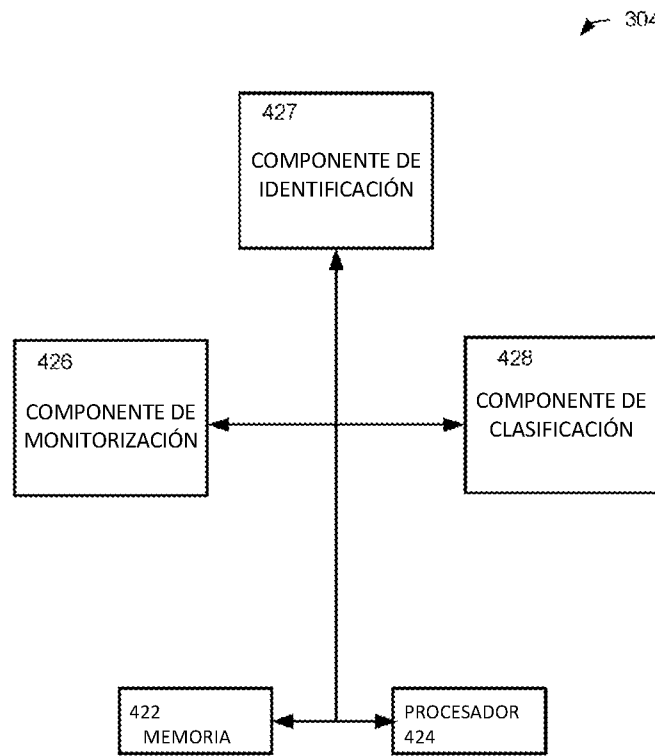 304
427
COMPONENTE DE
IDENTIFICACIÓN
426
COMPONENTE DE
MONITORIZACIÓN
428
COMPONENTE DE
CLASIFICACIÓN
422
MEMORIA
PROCESADOR
424